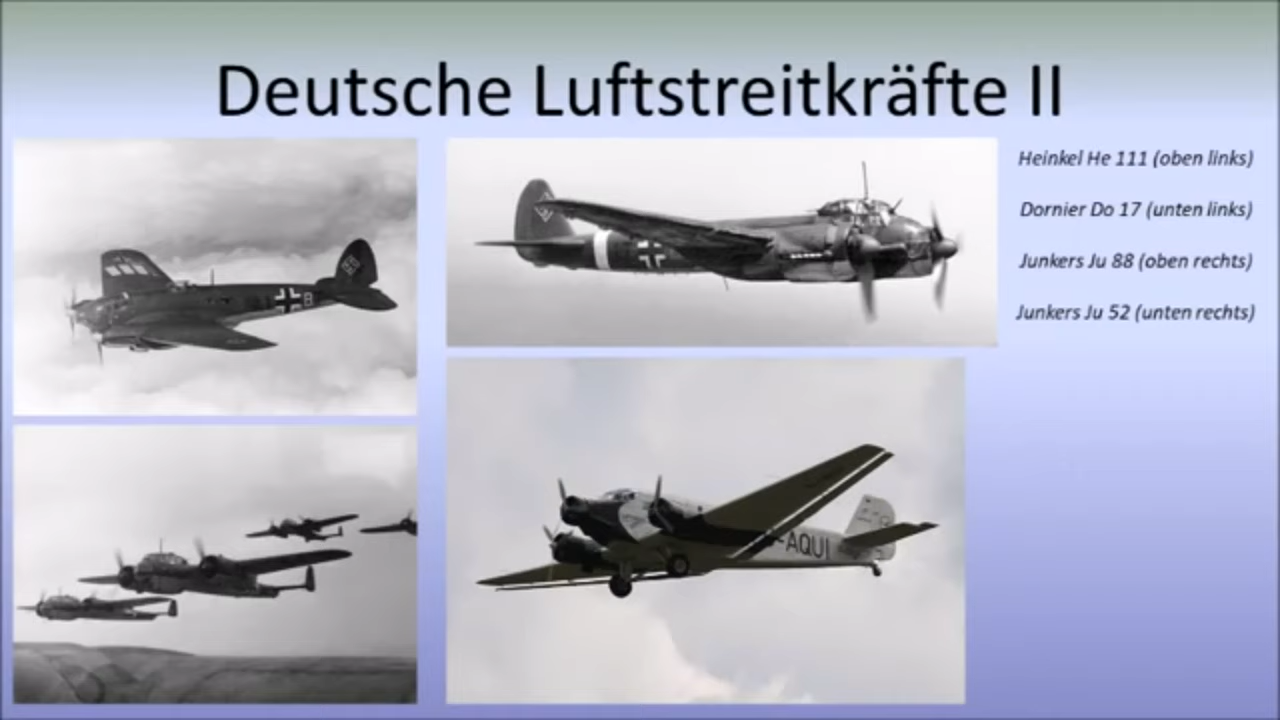 Deutsche Luftstreitkräfte II
Heinkel He 111 (oben links)
Dornier Do 17 (unten links)
Junkers Ju 88 (oben rechts)
Junkers Ju 52 (unten rechts)
B
-AQUI